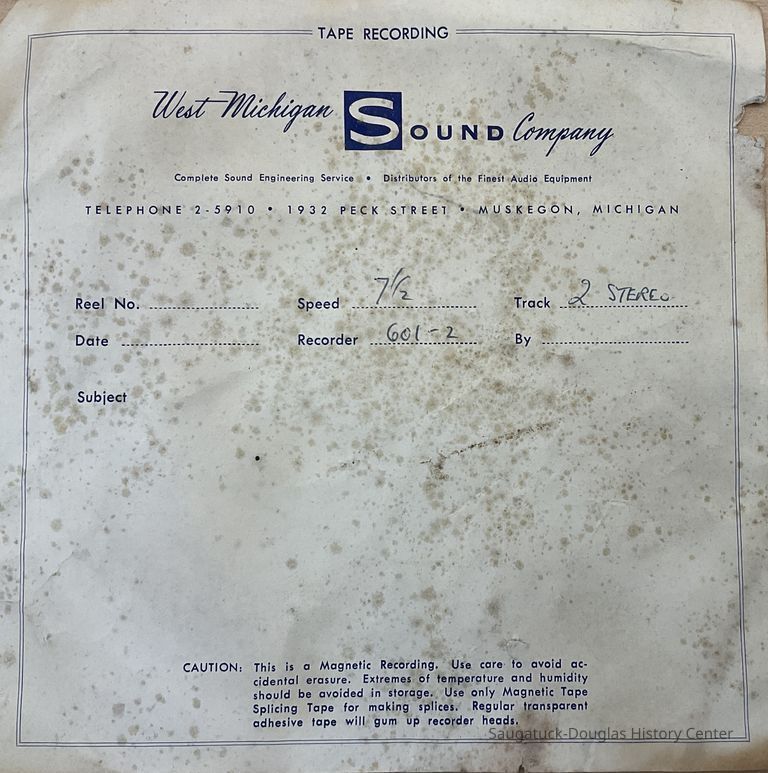 TAPE RECORDING
West Michigan SOUND Company
Complete Sound Engineering Service • Distributors of the Finest Audio Equipment
TELEPHONE 2-5910 • 1932 PECK STREET • MUSKEGON, MICHIGAN
Reel No. Speed 7 1/2 Track 2 STEREO
Date Recorder 601-2 By
Subject
CAUTION: This is a Magnetic Recording. Use care to avoid ac-
cidental erasure. Extremes of temperature and humidity
should be avoided in storage. Use only Magnetic Tape
Splicing Tape for making splices. Regular transparent
adhesive tape will gum up recorder heads.
Saugatuck-Douglas History Center